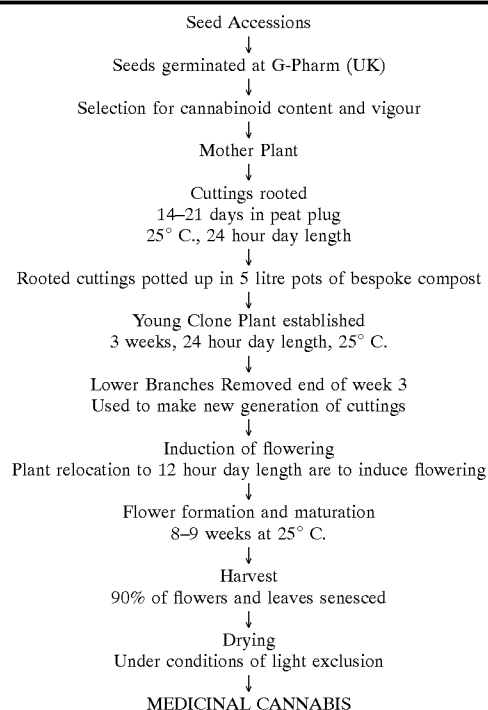 Seed Accessions
↓
Seeds germinated at G-Pharm (UK)
↓
Selection for cannabinoid content and vigour
↓
Mother Plant
↓
Cuttings rooted
14–21 days in peat plug
25° C., 24 hour day length
↓
Rooted cuttings potted up in 5 litre pots of bespoke compost
↓
Young Clone Plant established
3 weeks, 24 hour day length, 25° C.
↓
Lower Branches Removed end of week 3
Used to make new generation of cuttings
↓
Induction of flowering
Plant relocation to 12 hour day length are to induce flowering
↓
Flower formation and maturation
8–9 weeks at 25° C.
↓
Harvest
90% of flowers and leaves senesced
↓
Drying
Under conditions of light exclusion
↓
MEDICINAL CANNABIS